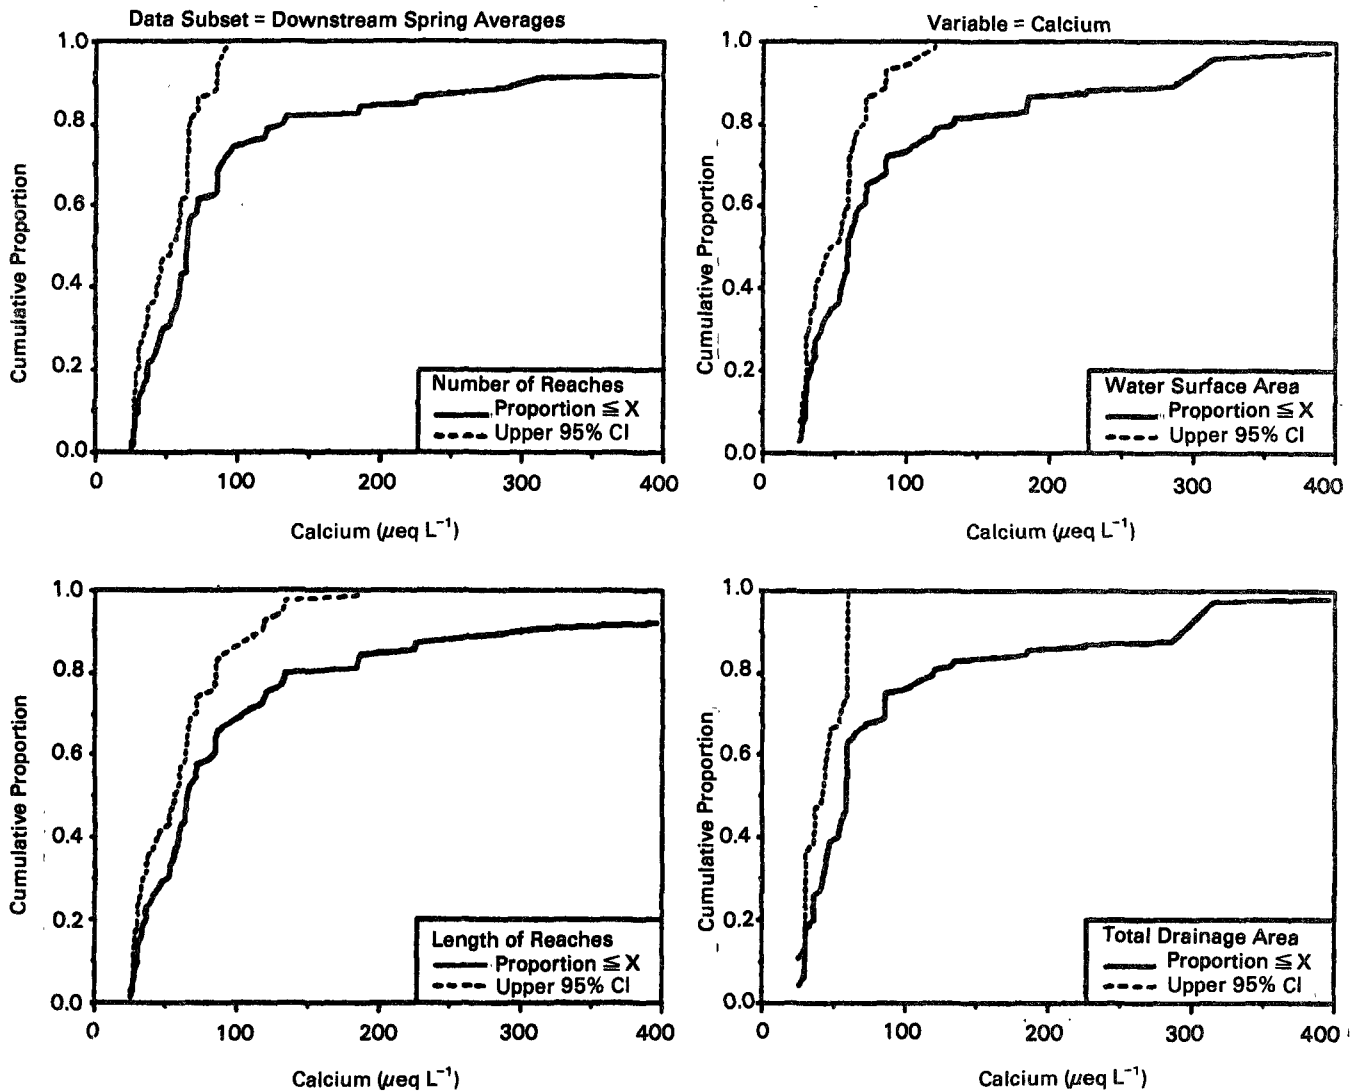 Data Subset = Downstream Spring Averages
Variable = Calcium
1.0
0.8
0.6
0.4
0.2
0.0
Cumulative Proportion
Number of Reaches
Proportion ≦ X
Upper 95% CI
0 100 200 300 400
Calcium (μeq L⁻¹)
1.0
0.8
0.6
0.4
0.2
0.0
Cumulative Proportion
Water Surface Area
Proportion ≦ X
Upper 95% CI
0 100 200 300 400
Calcium (μeq L⁻¹)
1.0
0.8
0.6
0.4
0.2
0.0
Cumulative Proportion
Length of Reaches
Proportion ≦ X
Upper 95% CI
0 100 200 300 400
Calcium (μeq L⁻¹)
1.0
0.8
0.6
0.4
0.2
0.0
Cumulative Proportion
Total Drainage Area
Proportion ≦ X
Upper 95% CI
0 100 200 300 400
Calcium (μeq L⁻¹)